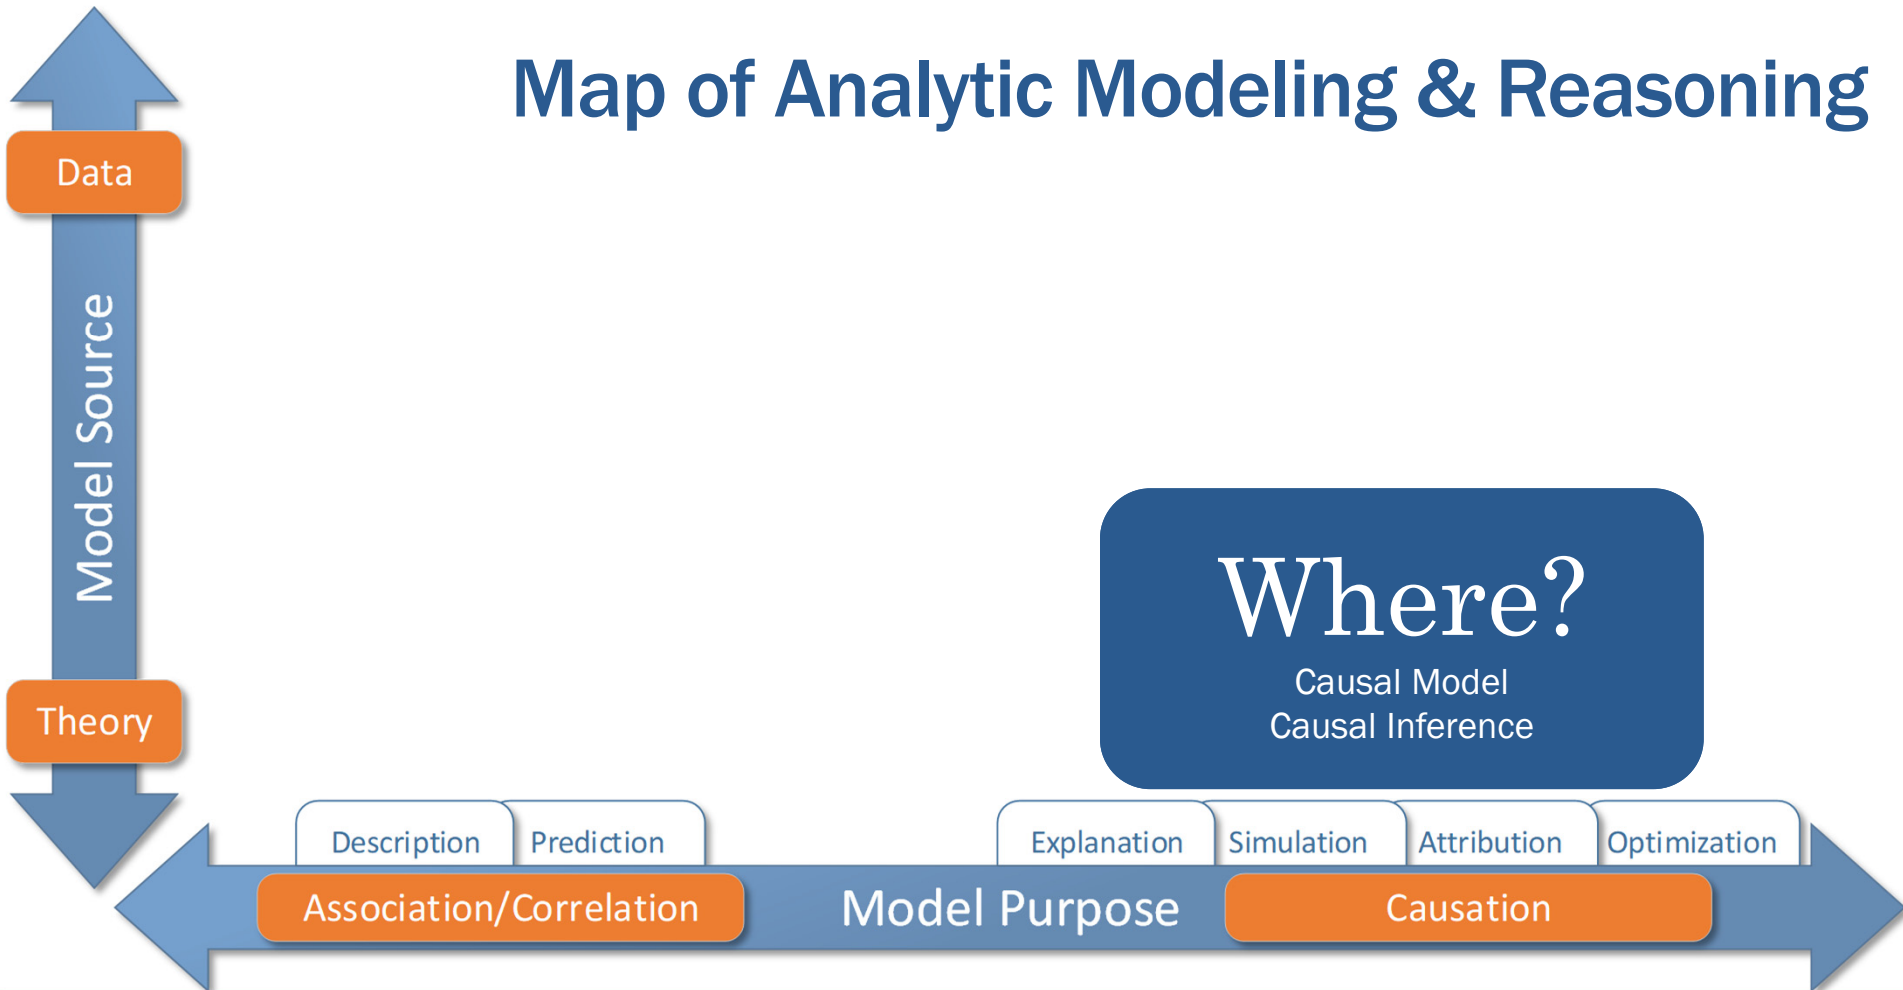 Map of Analytic Modeling & Reasoning
Data
Model Source
Theory
Where?
Causal Model
Causal Inference
Description
Prediction
Explanation
Simulation
Attribution
Optimization
Association/Correlation
Model Purpose
Causation